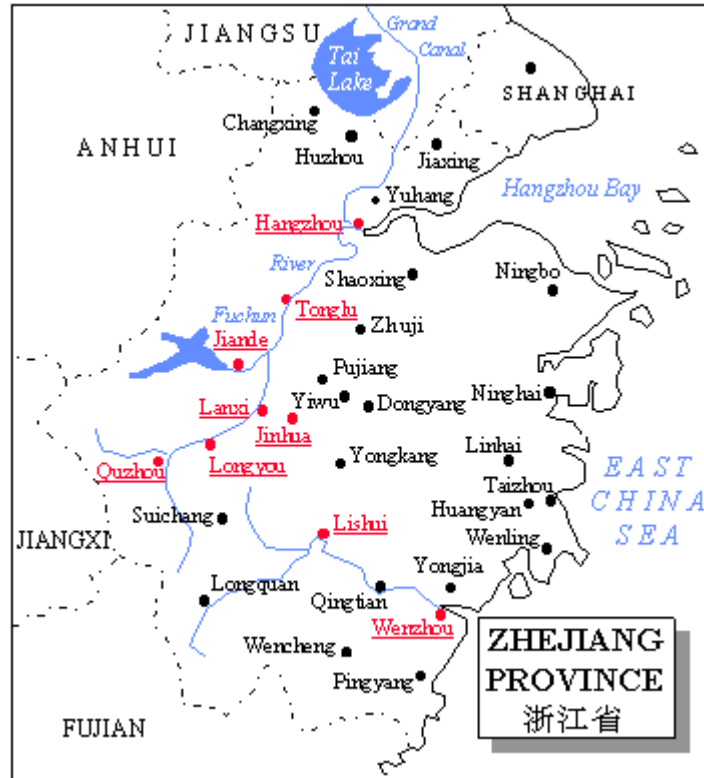 JIANGSU
Grand
Canal
Tai
Lake
SHANGHAI
Changxing
ANHUI
Huzhou
Jiaxing
Yuhang
Hangzhou Bay
Hangzhou
River
Shaoxing
Ningbo
Fuchun
Tonglu
Zhuji
Jiande
Pujiang
Yiwu
Ninghai
Lanxi
Dongyang
Jinhua
Longyou
Yongkang
Linhai
Quzhou
EAST
CHINA
SEA
Taizhou
Suichang
Huangyan
Lishui
JIANGXI
Wenling
Yongjia
Longquan
Qingtian
Wenzhou
Wencheng
Pingyang
ZHEJIANG
PROVINCE
浙江省
FUJIAN